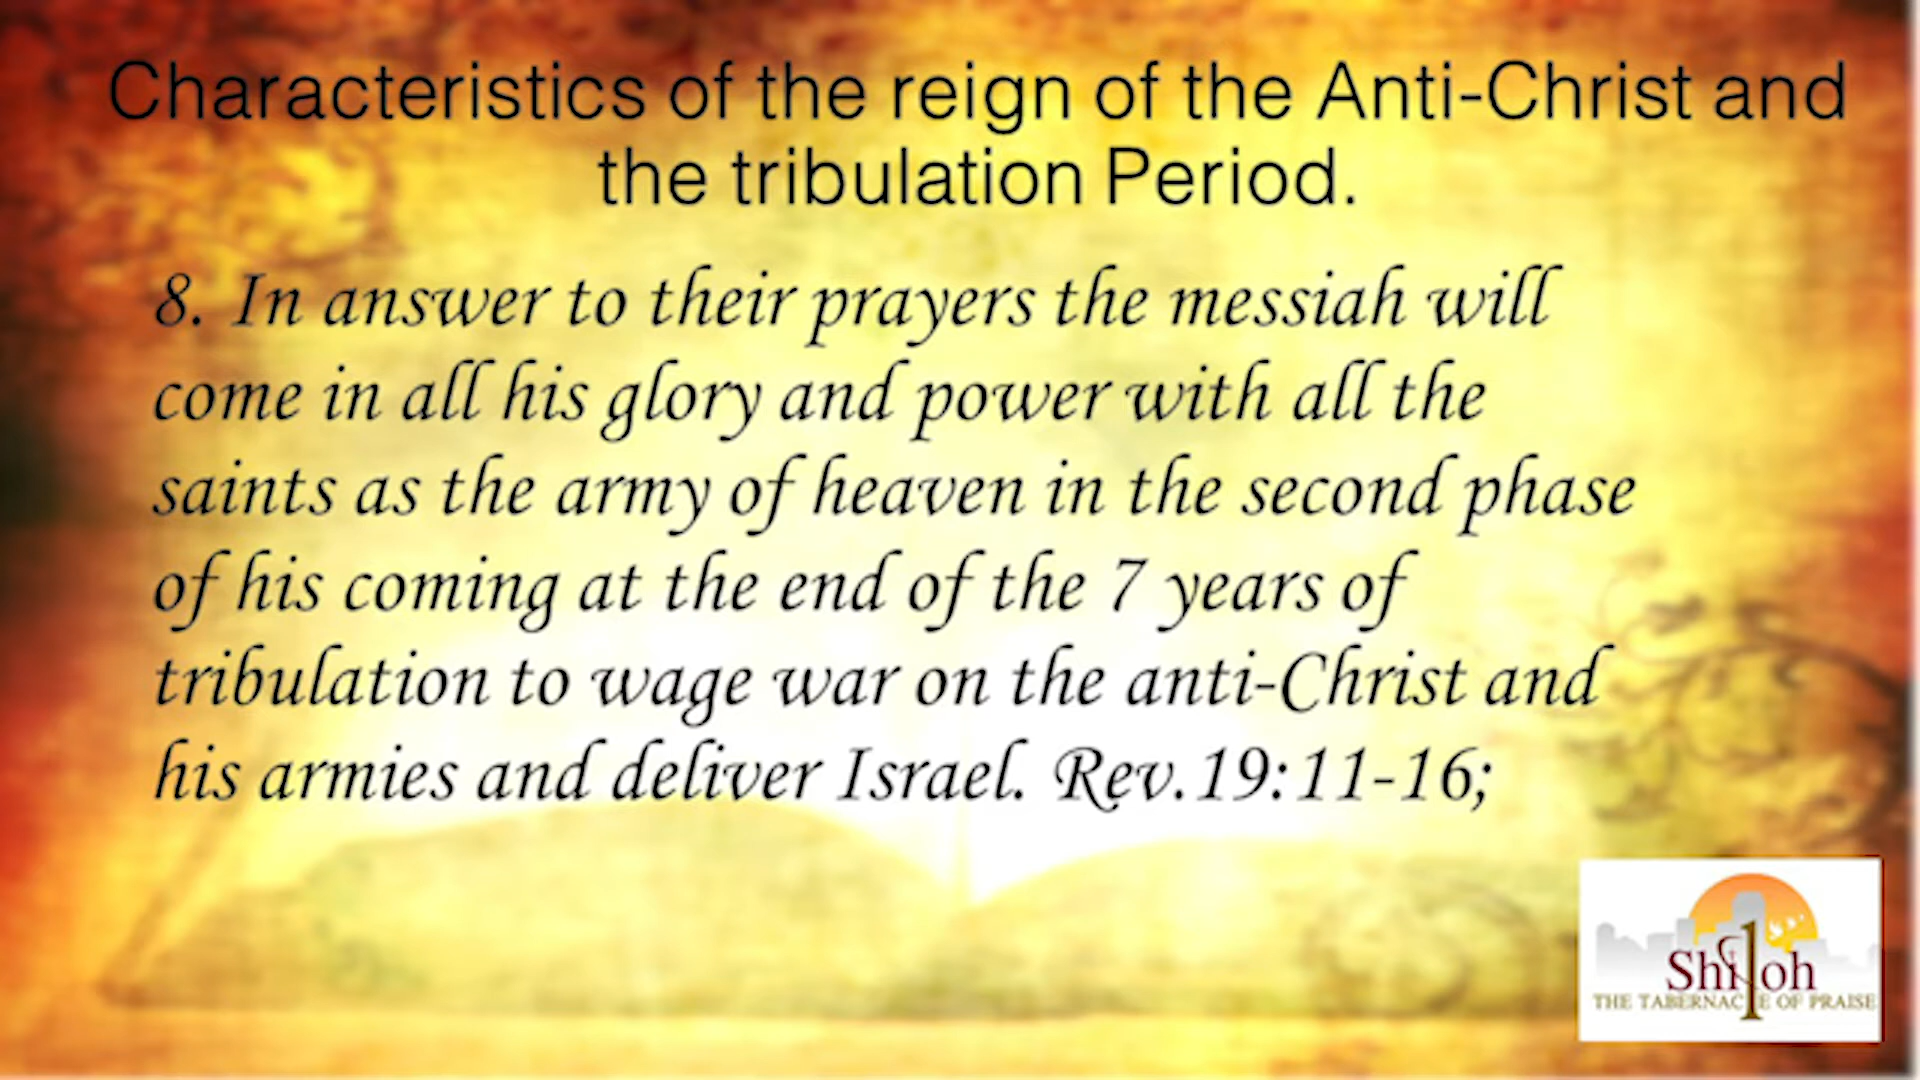 Characteristics of the reign of the Anti-Christ and
the tribulation Period.
8. In answer to their prayers the messiah will
come in all his glory and power with all the
saints as the army of heaven in the second phase
of his coming at the end of the 7 years of
tribulation to wage war on the anti-Christ and
his armies and deliver Israel. Rev.19:11-16;
Shiloh
THE TABERNACLE OF PRAISE